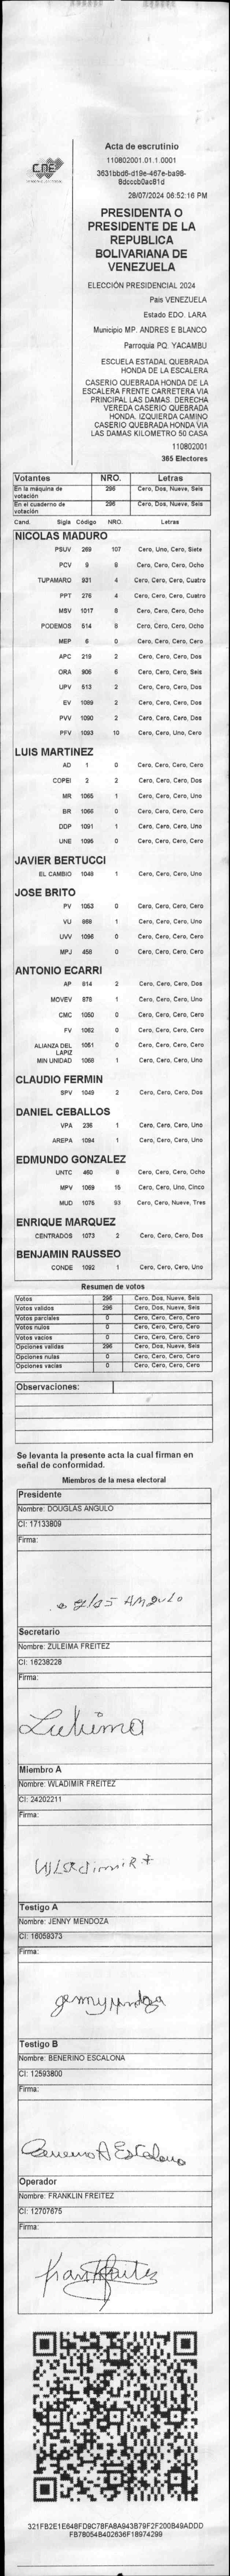 CNE
Acta de escrutinio
110802001.01.1.0001
3631bbd6-d19e-467e-ba98-
8dcccb0ac81d
28/07/2024 06:52:16 PM
PRESIDENTA O
PRESIDENTE DE LA
REPUBLICA
BOLIVARIANA DE
VENEZUELA
ELECCIÓN PRESIDENCIAL 2024
Pais VENEZUELA
Estado EDO. LARA
Municipio MP. ANDRES E BLANCO
Parroquia PQ. YACAMBU
ESCUELA ESTADAL QUEBRADA
HONDA DE LA ESCALERA
CASERIO QUEBRADA HONDA DE LA
ESCALERA FRENTE CARRETERA VIA
PRINCIPAL LAS DAMAS. DERECHA
VEREDA CASERIO QUEBRADA
HONDA. IZQUIERDA CAMINO
CASERIO QUEBRADA HONDA VIA
LAS DAMAS KILOMETRO 50 CASA
110802001
365 Electores
Votantes NRO. Letras
En la máquina de votación 296 Cero, Dos, Nueve, Seis
En el cuaderno de votación 296 Cero, Dos, Nueve, Seis
Cand. Sigla Código NRO. Letras
NICOLAS MADURO
PSUV 269 107 Cero, Uno, Cero, Siete
PCV 9 8 Cero, Cero, Cero, Ocho
TUPAMARO 931 4 Cero, Cero, Cero, Cuatro
PPT 276 4 Cero, Cero, Cero, Cuatro
MSV 1017 8 Cero, Cero, Cero, Ocho
PODEMOS 514 8 Cero, Cero, Cero, Ocho
MEP 6 0 Cero, Cero, Cero, Cero
APC 219 2 Cero, Cero, Cero, Dos
ORA 906 6 Cero, Cero, Cero, Seis
UPV 513 2 Cero, Cero, Cero, Dos
EV 1089 2 Cero, Cero, Cero, Dos
PVV 1090 2 Cero, Cero, Cero, Dos
PFV 1093 10 Cero, Cero, Uno, Cero
LUIS MARTINEZ
AD 1 0 Cero, Cero, Cero, Cero
COPEI 2 2 Cero, Cero, Cero, Dos
MR 1065 1 Cero, Cero, Cero, Uno
BR 1066 0 Cero, Cero, Cero, Cero
DDP 1091 1 Cero, Cero, Cero, Uno
UNE 1095 0 Cero, Cero, Cero, Cero
JAVIER BERTUCCI
EL CAMBIO 1048 1 Cero, Cero, Cero, Uno
JOSE BRITO
PV 1053 0 Cero, Cero, Cero, Cero
VU 968 1 Cero, Cero, Cero, Uno
UVV 1096 0 Cero, Cero, Cero, Cero
MPJ 458 0 Cero, Cero, Cero, Cero
ANTONIO ECARRI
AP 814 2 Cero, Cero, Cero, Dos
MOVEV 876 1 Cero, Cero, Cero, Uno
CMC 1050 0 Cero, Cero, Cero, Cero
FV 1062 0 Cero, Cero, Cero, Cero
ALIANZA DEL LAPIZ 1051 0 Cero, Cero, Cero, Cero
MIN UNIDAD 1068 1 Cero, Cero, Cero, Uno
CLAUDIO FERMIN
SPV 1049 2 Cero, Cero, Cero, Dos
DANIEL CEBALLOS
VPA 236 1 Cero, Cero, Cero, Uno
AREPA 1094 1 Cero, Cero, Cero, Uno
EDMUNDO GONZALEZ
UNTC 460 8 Cero, Cero, Cero, Ocho
MPV 1069 15 Cero, Cero, Uno, Cinco
MUD 1075 93 Cero, Cero, Nueve, Tres
ENRIQUE MARQUEZ
CENTRADOS 1073 2 Cero, Cero, Cero, Dos
BENJAMIN RAUSSEO
CONDE 1092 1 Cero, Cero, Cero, Uno
Resumen de votos
Votos 296 Cero, Dos, Nueve, Seis
Votos validos 296 Cero, Dos, Nueve, Seis
Votos parciales 0 Cero, Cero, Cero, Cero
Votos nulos 0 Cero, Cero, Cero, Cero
Votos vacios 0 Cero, Cero, Cero, Cero
Opciones validas 296 Cero, Dos, Nueve, Seis
Opciones nulas 0 Cero, Cero, Cero, Cero
Opciones vacias 0 Cero, Cero, Cero, Cero
Observaciones:
Se levanta la presente acta la cual firman en
señal de conformidad.
Miembros de la mesa electoral
Presidente
Nombre: DOUGLAS ANGULO
CI: 17133809
Firma:
ANGULO
Secretario
Nombre: ZULEIMA FREITEZ
CI: 16238228
Firma:
Miembro A
Nombre: WLADIMIR FREITEZ
CI: 24202211
Firma:
WLadimiR F
Testigo A
Nombre: JENNY MENDOZA
CI: 16059373
Firma:
Testigo B
Nombre: BENERINO ESCALONA
CI: 12593800
Firma:
Operador
Nombre: FRANKLIN FREITEZ
CI: 12707675
Firma:
321FB2E1E648FD9C78FA8A943B79F2F200B49ADDD
FB78054B402636F18974299